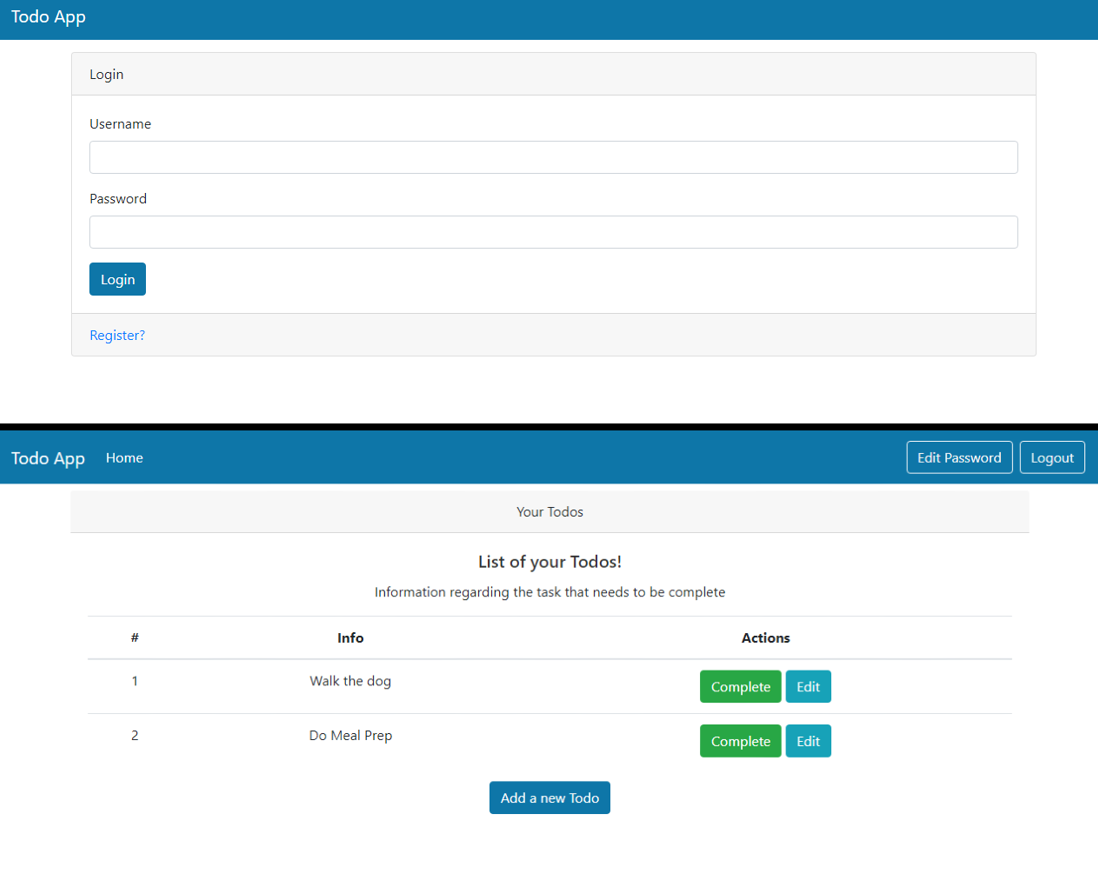 Todo App
Login
Username
Password
Login
Register?
Todo App Home Edit Password Logout
Your Todos
List of your Todos!
Information regarding the task that needs to be complete
# Info Actions
1 Walk the dog Complete Edit
2 Do Meal Prep Complete Edit
Add a new Todo